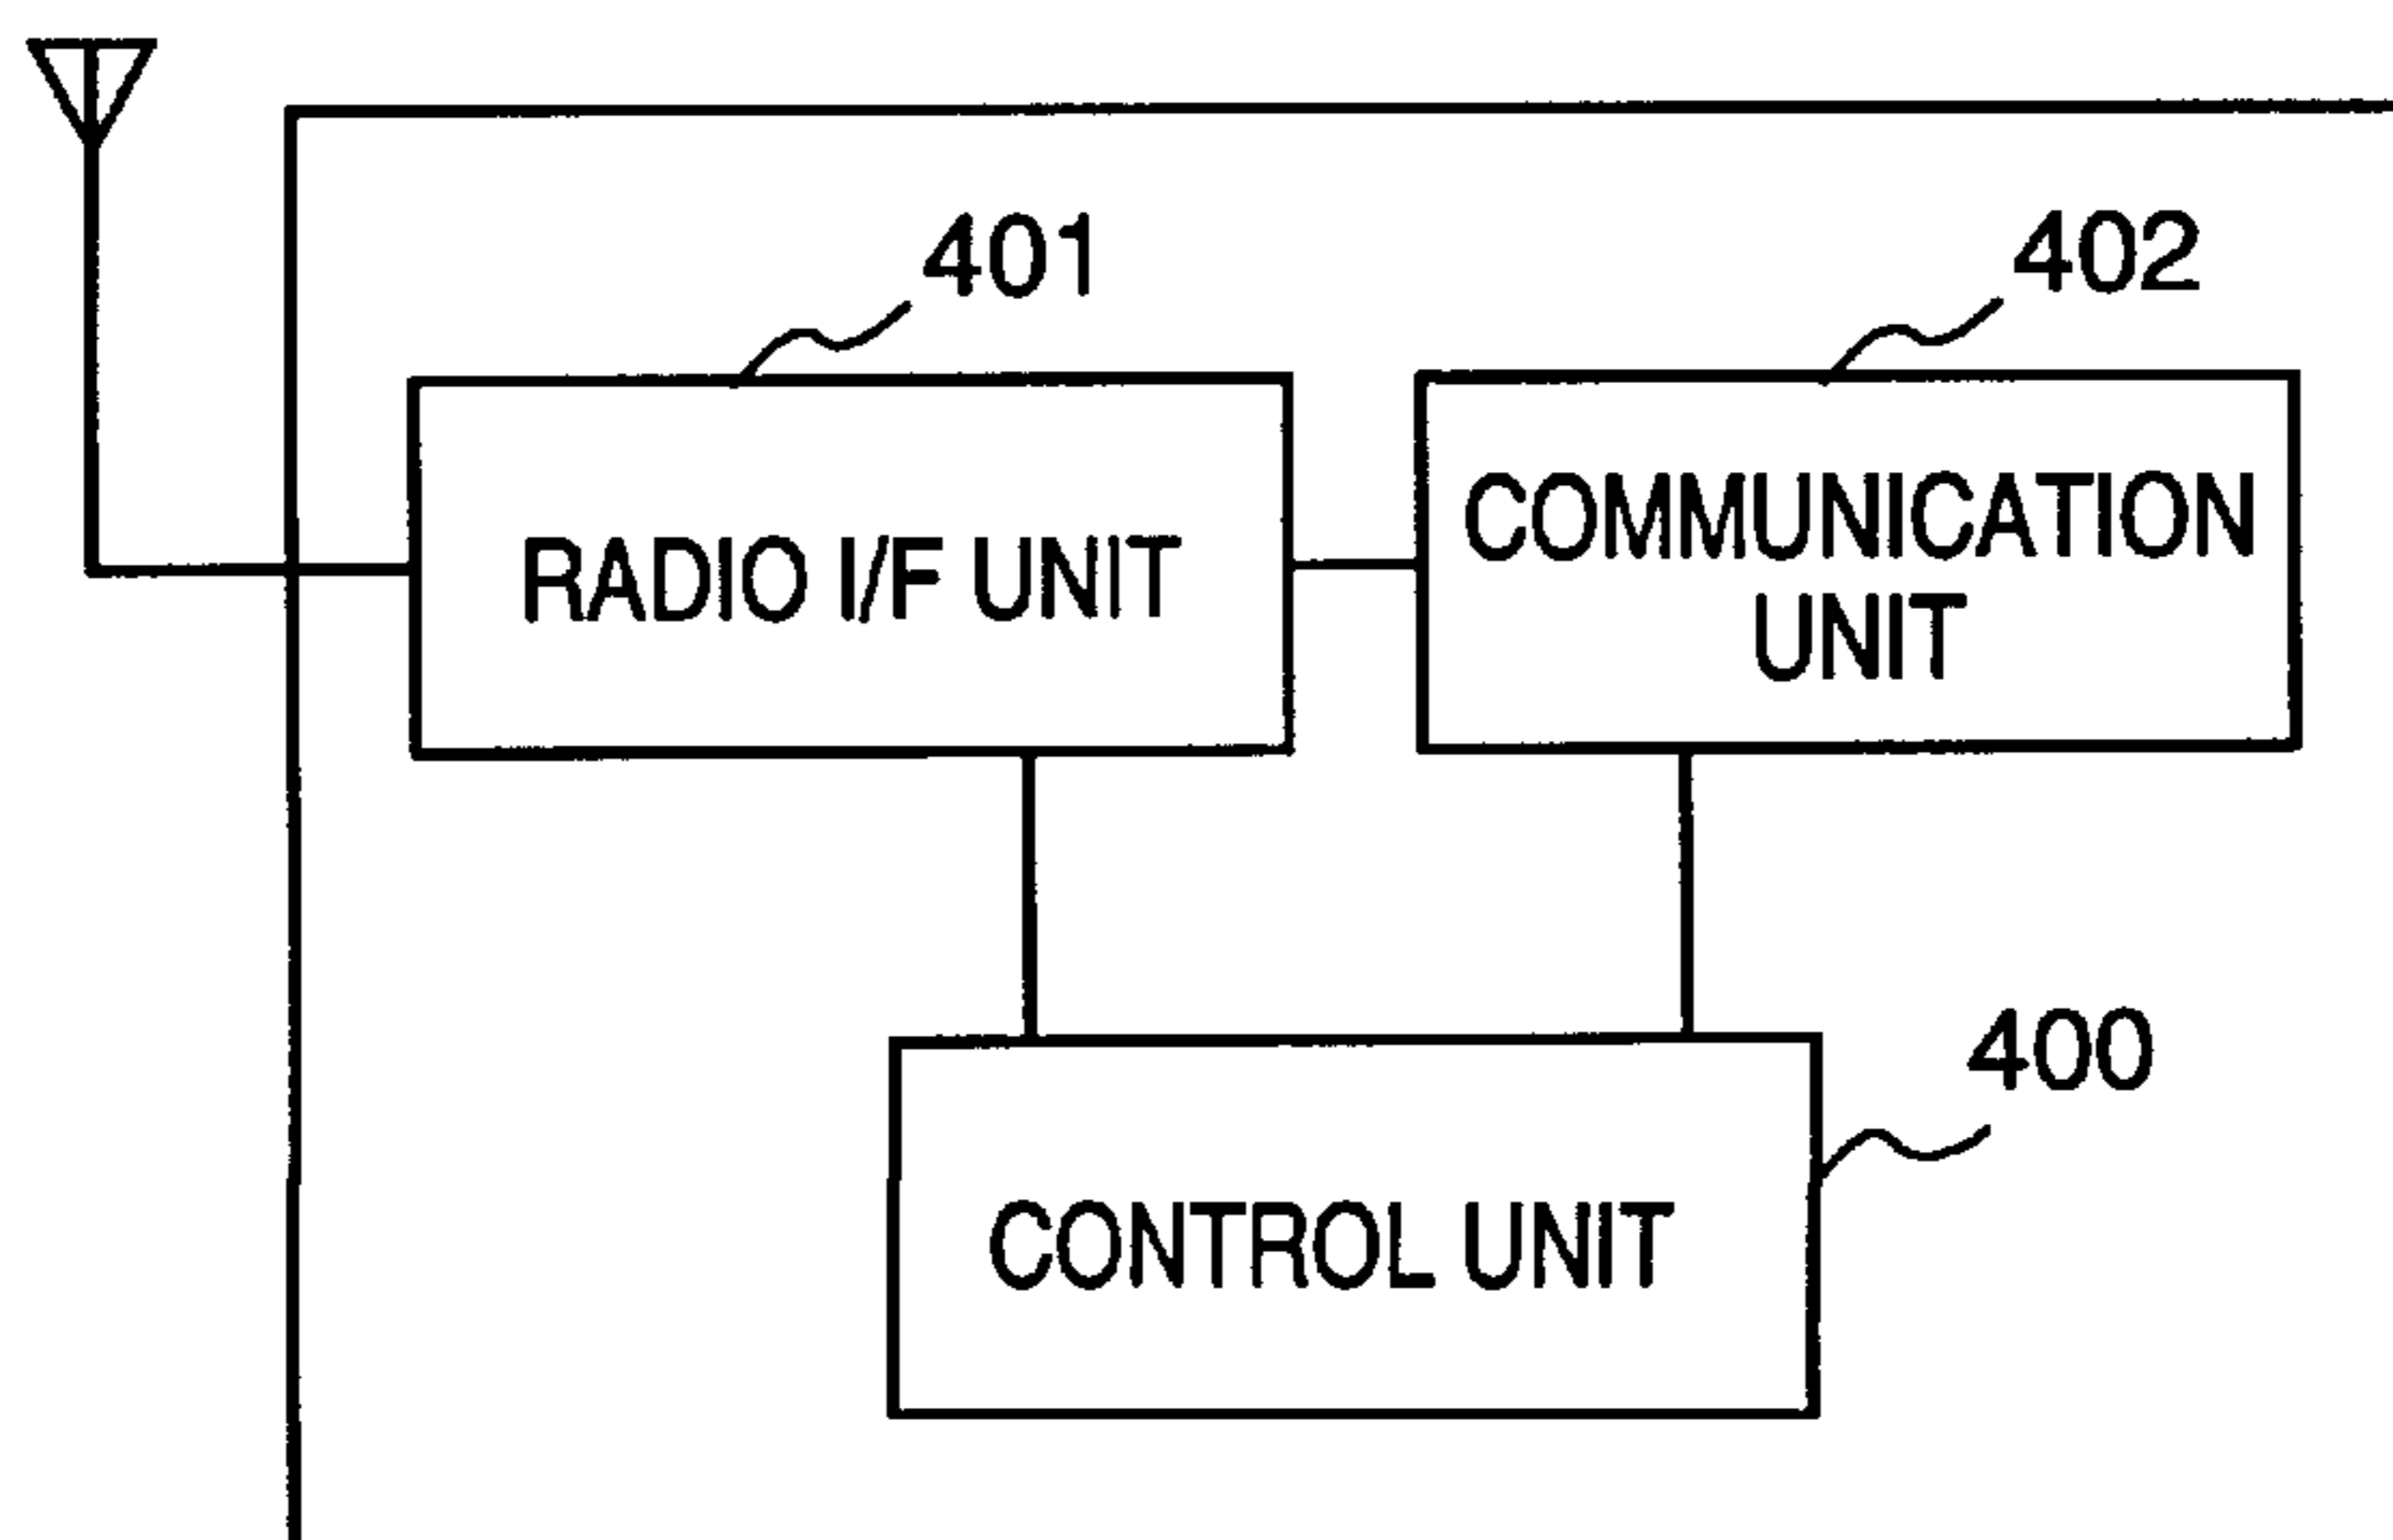 401
402
RADIO I/F UNIT
COMMUNICATION
UNIT
400
CONTROL UNIT